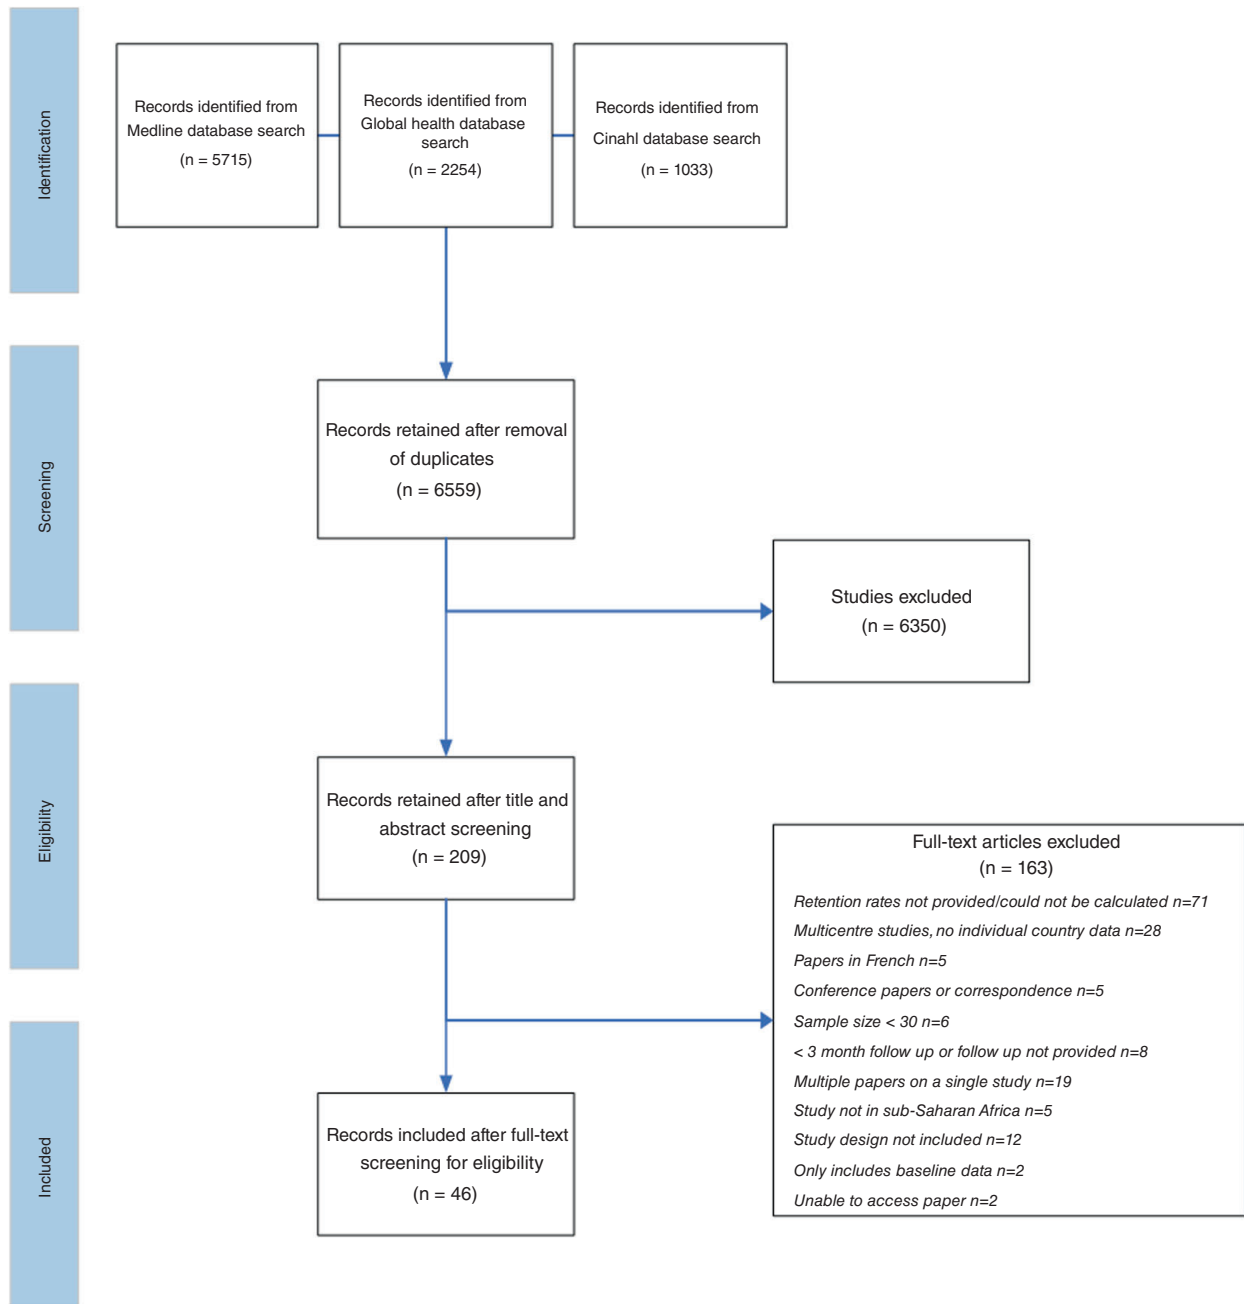 Identification
Records identified from
Medline database search
(n = 5715)
Records identified from
Global health database
search
(n = 2254)
Records identified from
Cinahl database search
(n = 1033)
Screening
Records retained after removal
of duplicates
(n = 6559)
Studies excluded
(n = 6350)
Eligibility
Records retained after title and
abstract screening
(n = 209)
Full-text articles excluded
(n = 163)
Retention rates not provided/could not be calculated n=71
Multicentre studies, no individual country data n=28
Papers in French n=5
Conference papers or correspondence n=5
Sample size < 30 n=6
< 3 month follow up or follow up not provided n=8
Multiple papers on a single study n=19
Study not in sub-Saharan Africa n=5
Study design not included n=12
Only includes baseline data n=2
Unable to access paper n=2
Included
Records included after full-text
screening for eligibility
(n = 46)